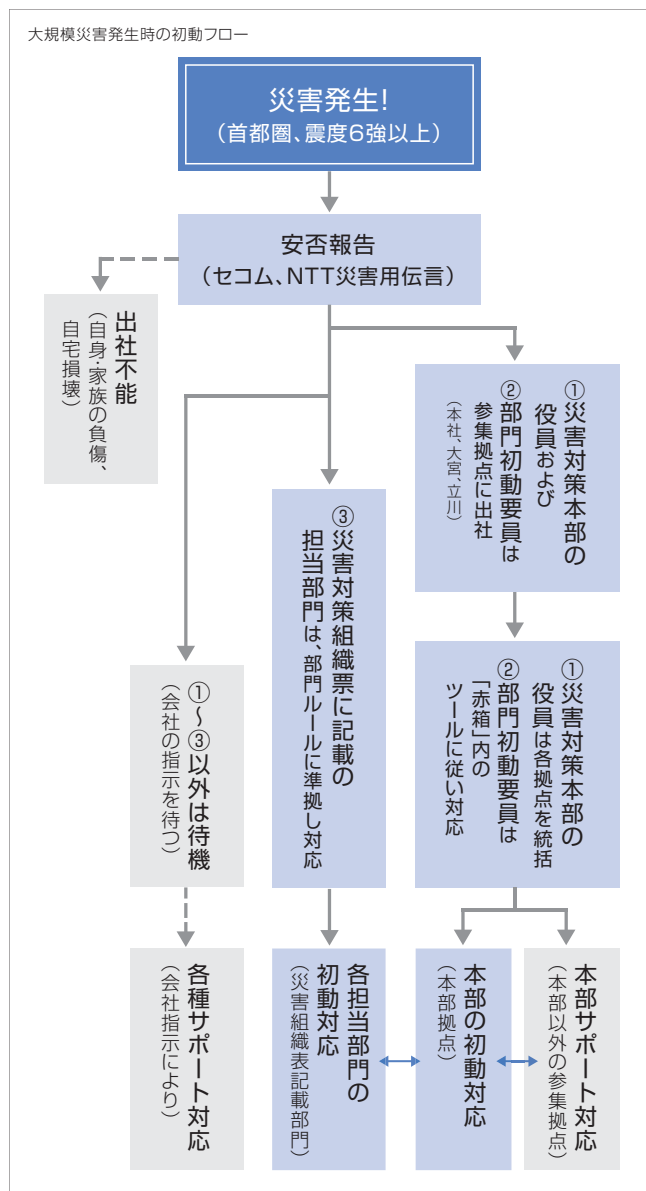 大規模災害発生時の初動フロー
災害発生!
（首都圏、震度6強以上）
安否報告
（セコム、NTT災害用伝言）
出社不能
（自身・家族の負傷、
自宅損壊）
①災害対策本部の
役員および
②部門初動要員は
参集拠点に出社
（本社、大宮、立川）
③災害対策組織票に記載の
担当部門は、部門ルールに準拠し対応
①〜③以外は待機
（会社の指示を待つ）
①災害対策本部の
役員は各拠点を統括
②部門初動要員は
「赤箱」内の
ツールに従い対応
各種サポート対応
（会社指示により）
各担当部門の
初動対応
（災害組織表記載部門）
本部の初動対応
（本部拠点）
本部サポート対応
（本部以外の参集拠点）